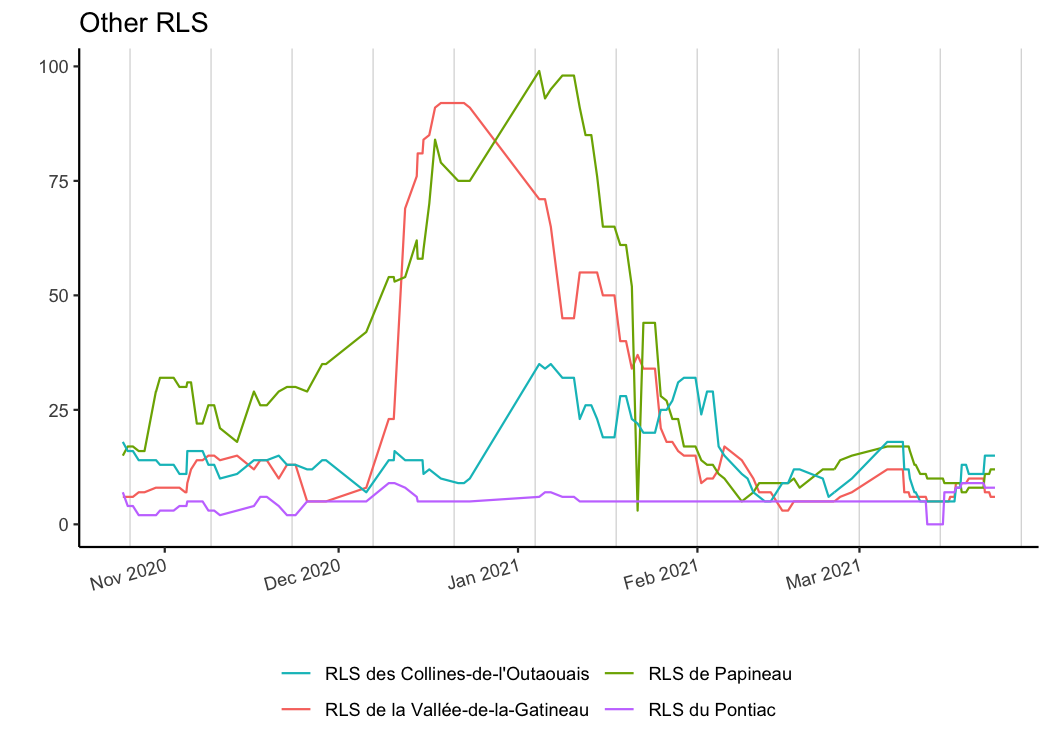 Other RLS
100
75
50
25
0
Nov 2020
Dec 2020
Jan 2021
Feb 2021
Mar 2021
RLS des Collines-de-l'Outaouais
RLS de Papineau
RLS de la Vallée-de-la-Gatineau
RLS du Pontiac